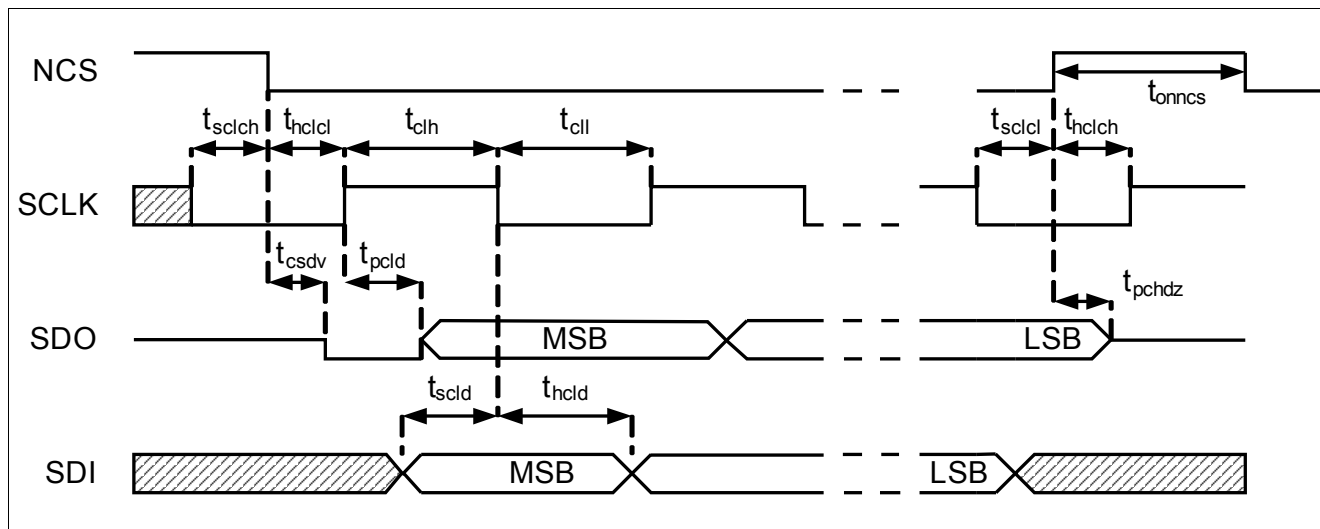 NCS
t_onncs
t_sclch t_hclcl t_clh t_cll t_sclcl t_hclch
SCLK
t_csdv t_pcld t_pchdz
SDO MSB LSB
t_scld t_hcld
SDI MSB LSB